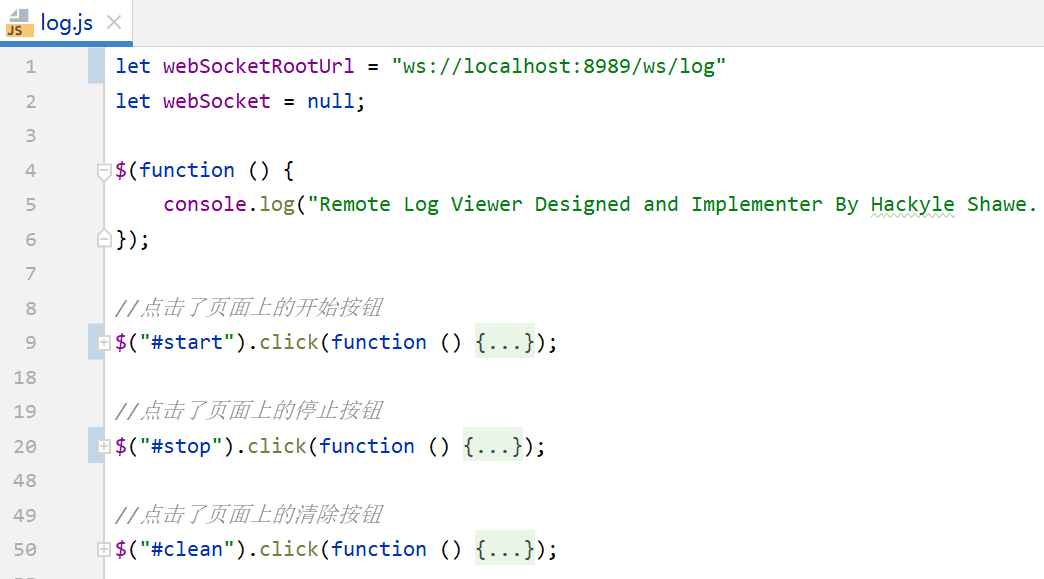 JS log.js
1 let webSocketRootUrl = "ws://localhost:8989/ws/log"
2 let webSocket = null;
3
4 $(function () {
5 console.log("Remote Log Viewer Designed and Implementer By Hackyle Shawe.
6 });
7
8 //点击了页面上的开始按钮
9 $("#start").click(function () {...});
18
19 //点击了页面上的停止按钮
20 $("#stop").click(function () {...});
48
49 //点击了页面上的清除按钮
50 $("#clean").click(function () {...});